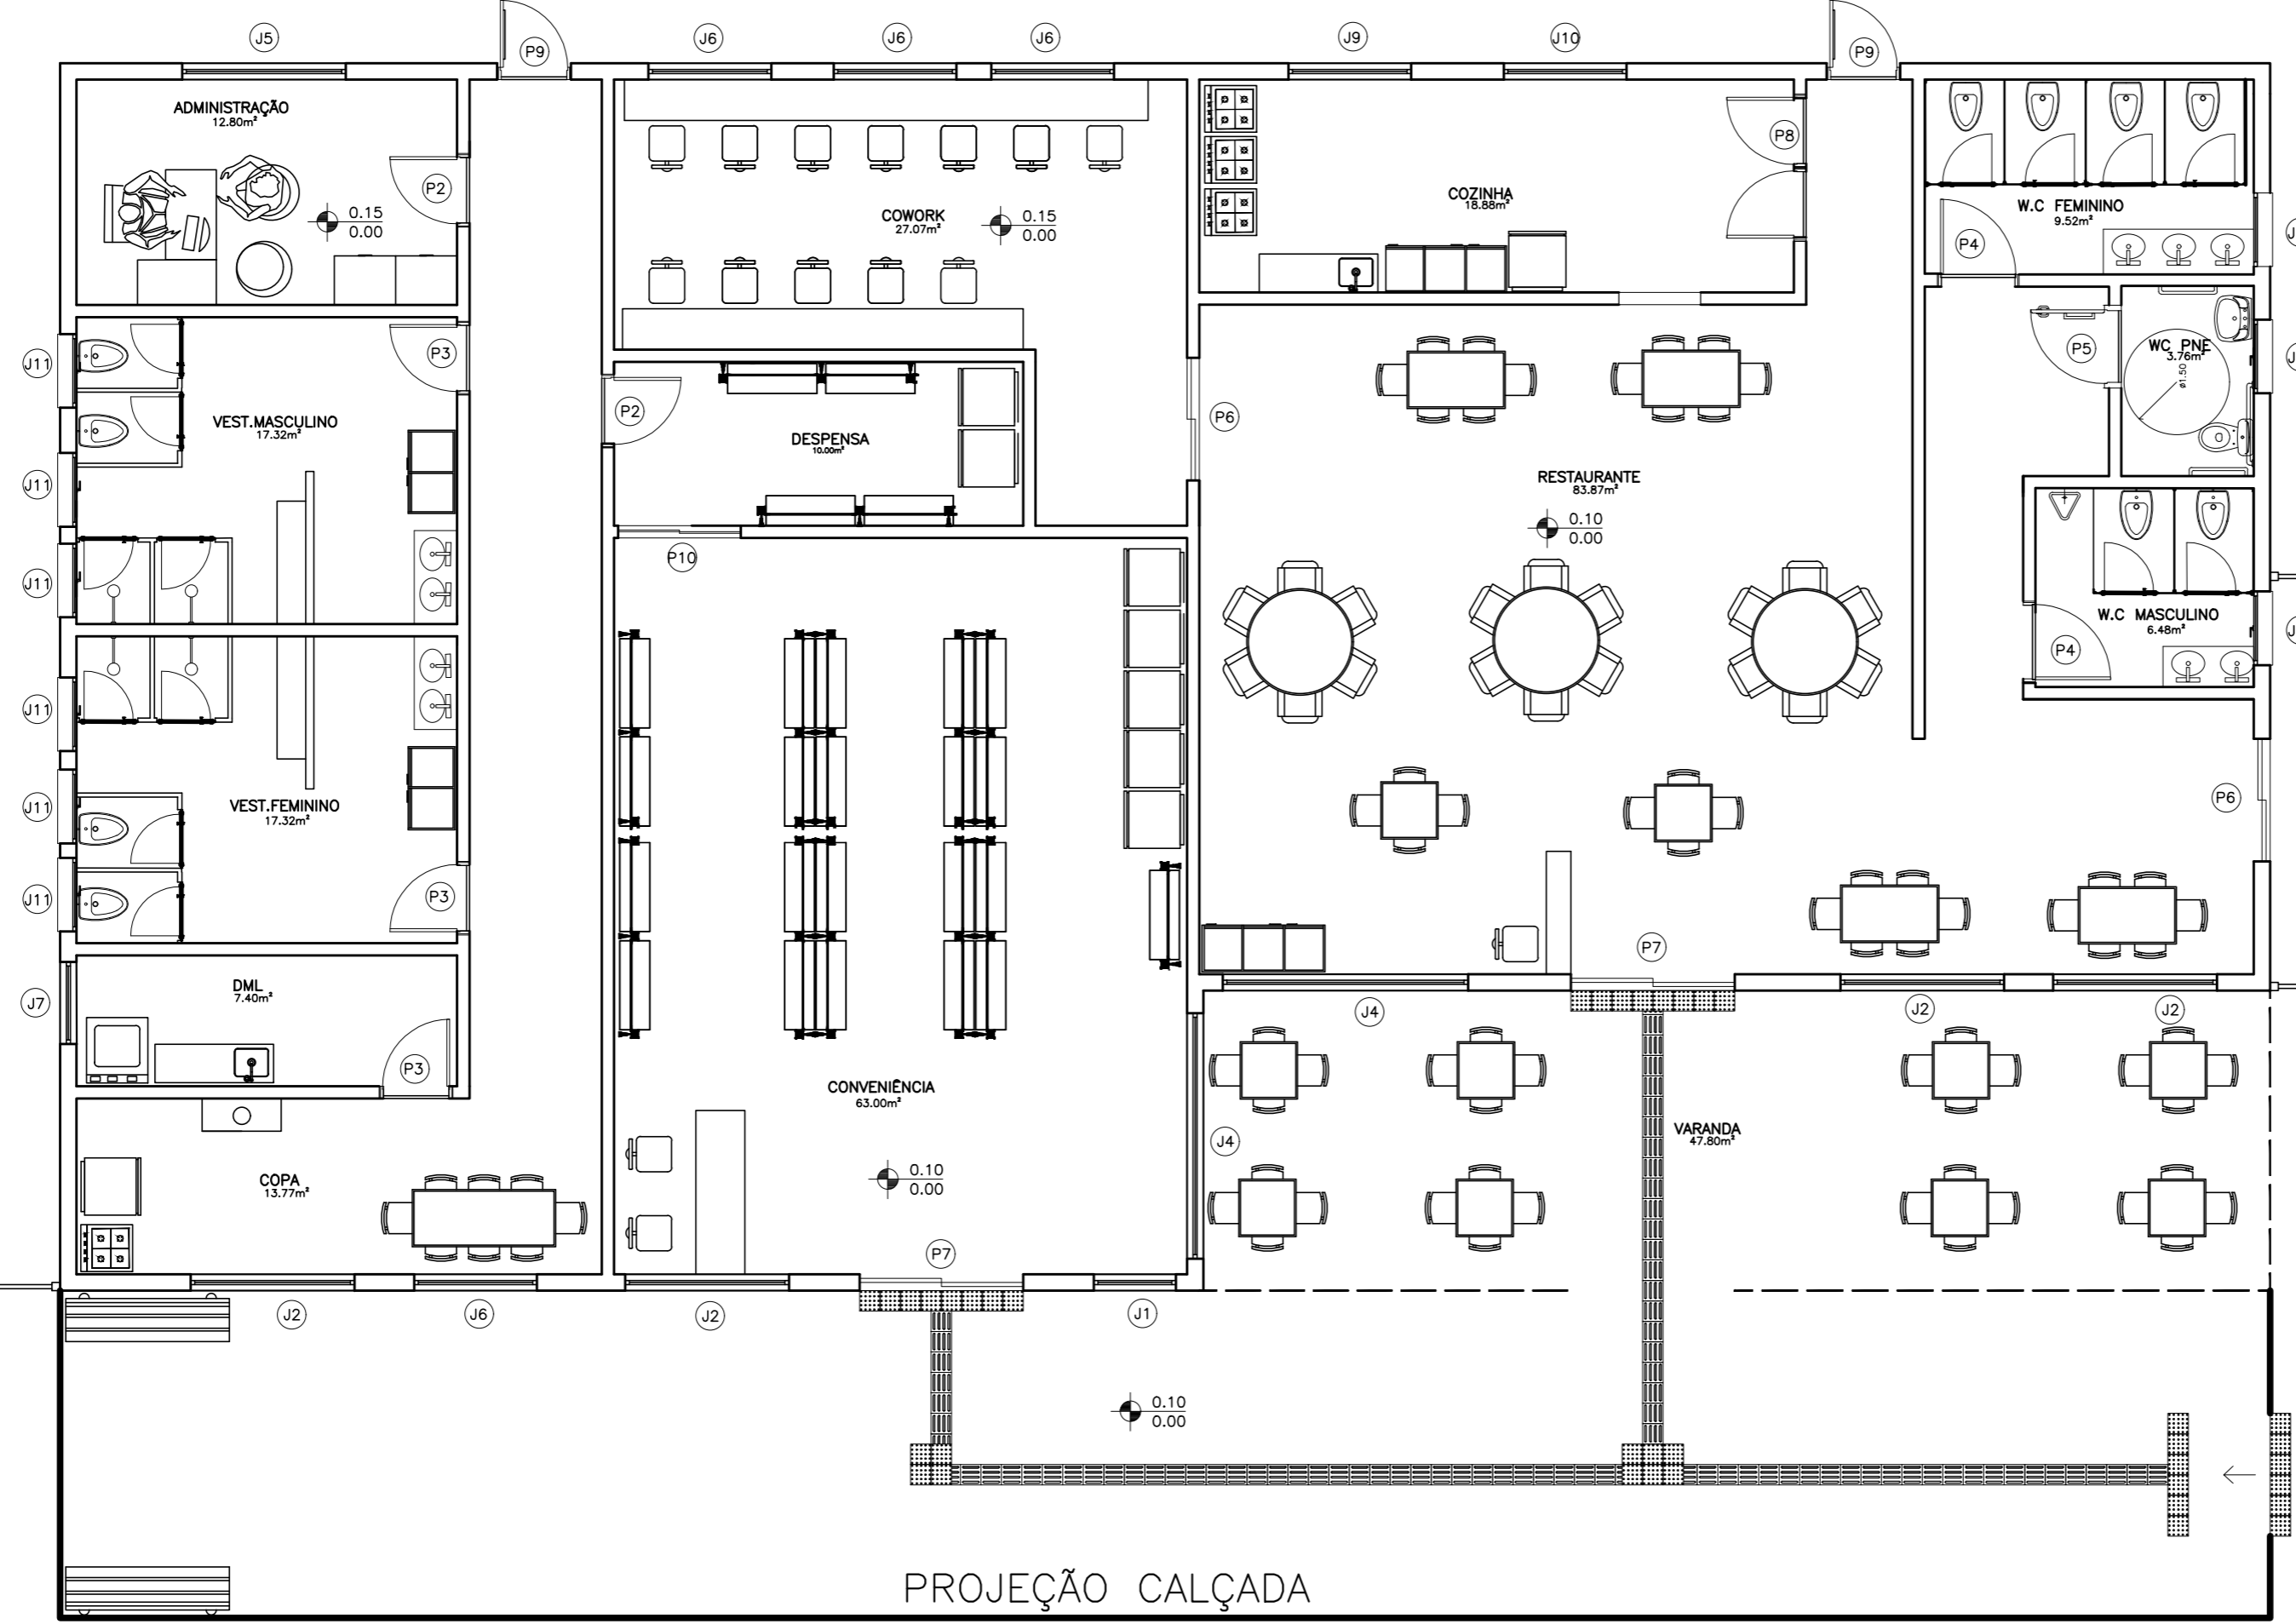 J5
P9
J6
J6
J6
J9
J10
P9
ADMINISTRAÇÃO
12.80m²
P2
0.15
0.00
COWORK
27.07m²
0.15
0.00
COZINHA
18.88m²
P8
W.C FEMININO
9.52m²
P4
J11
P3
VEST.MASCULINO
17.32m²
P2
DESPENSA
10.00m²
P6
P5
WC PNE
3.76m²
ø1.50
RESTAURANTE
83.87m²
0.10
0.00
J11
J11
P10
W.C MASCULINO
6.48m²
P4
J11
J11
VEST.FEMININO
17.32m²
P6
J11
P3
P7
DML
7.40m²
J7
J4
J2
J2
P3
CONVENIÊNCIA
63.00m²
J4
VARANDA
47.80m²
COPA
13.77m²
0.10
0.00
P7
J2
J6
J2
J1
0.10
0.00
PROJEÇÃO CALÇADA